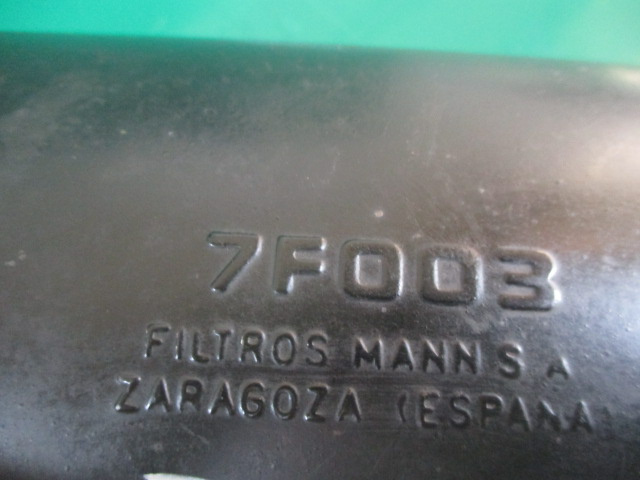 7F003
FILTROS MANN S A
ZARAGOZA (ESPANA)